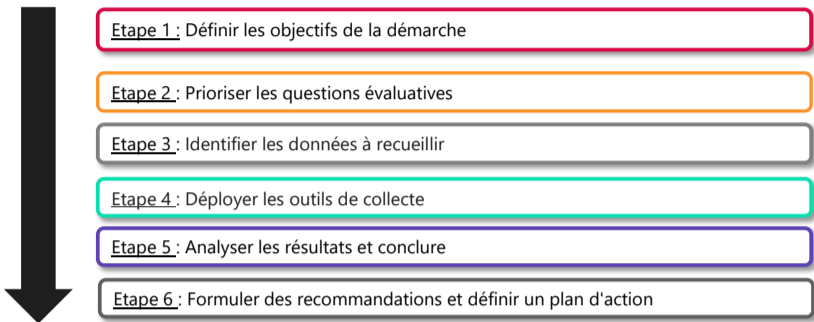 Etape 1 : Définir les objectifs de la démarche
Etape 2 : Prioriser les questions évaluatives
Etape 3 : Identifier les données à recueillir
Etape 4 : Déployer les outils de collecte
Etape 5 : Analyser les résultats et conclure
Etape 6 : Formuler des recommandations et définir un plan d'action